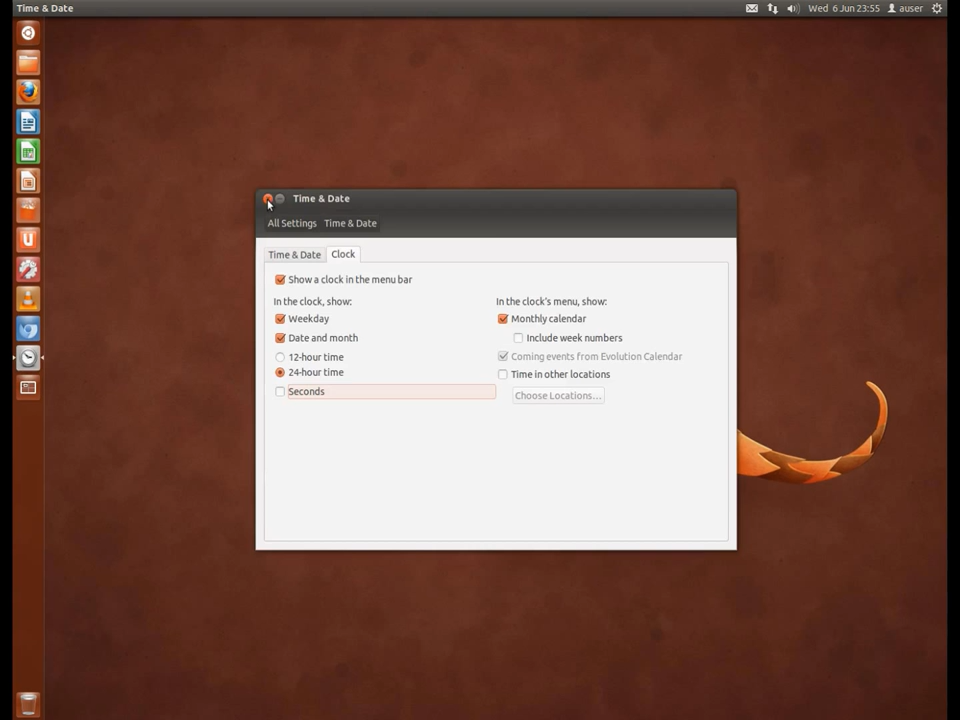 Time & Date
Wed 6 Jun 23:55 auser
Time & Date
All Settings Time & Date
Time & Date Clock
Show a clock in the menu bar
In the clock, show:
Weekday
Date and month
12-hour time
24-hour time
Seconds
In the clock's menu, show:
Monthly calendar
Include week numbers
Coming events from Evolution Calendar
Time in other locations
Choose Locations...